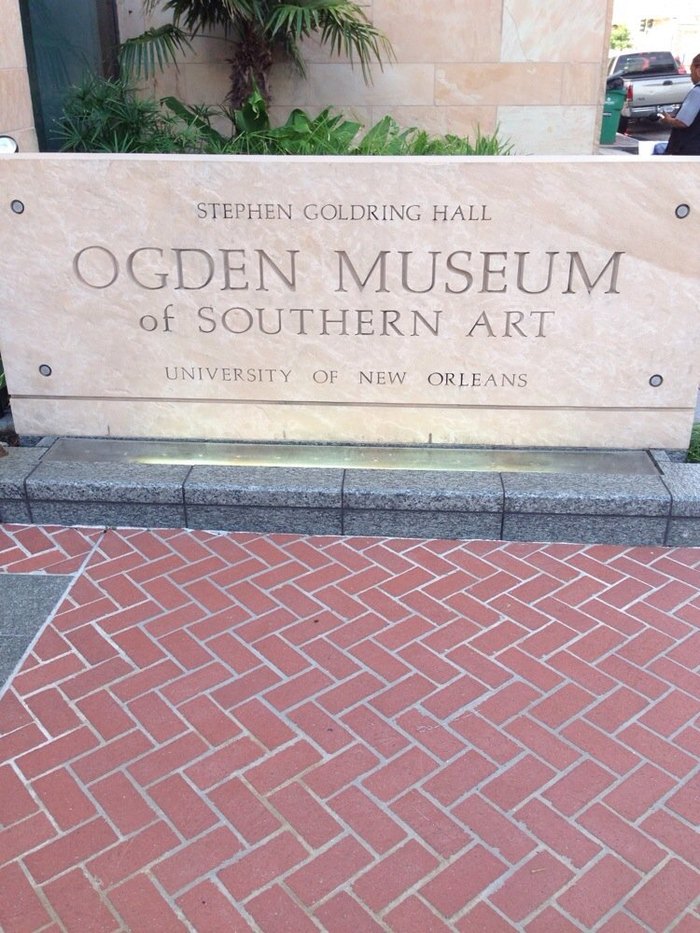 STEPHEN GOLDRING HALL
OGDEN MUSEUM
of SOUTHERN ART
UNIVERSITY OF NEW ORLEANS